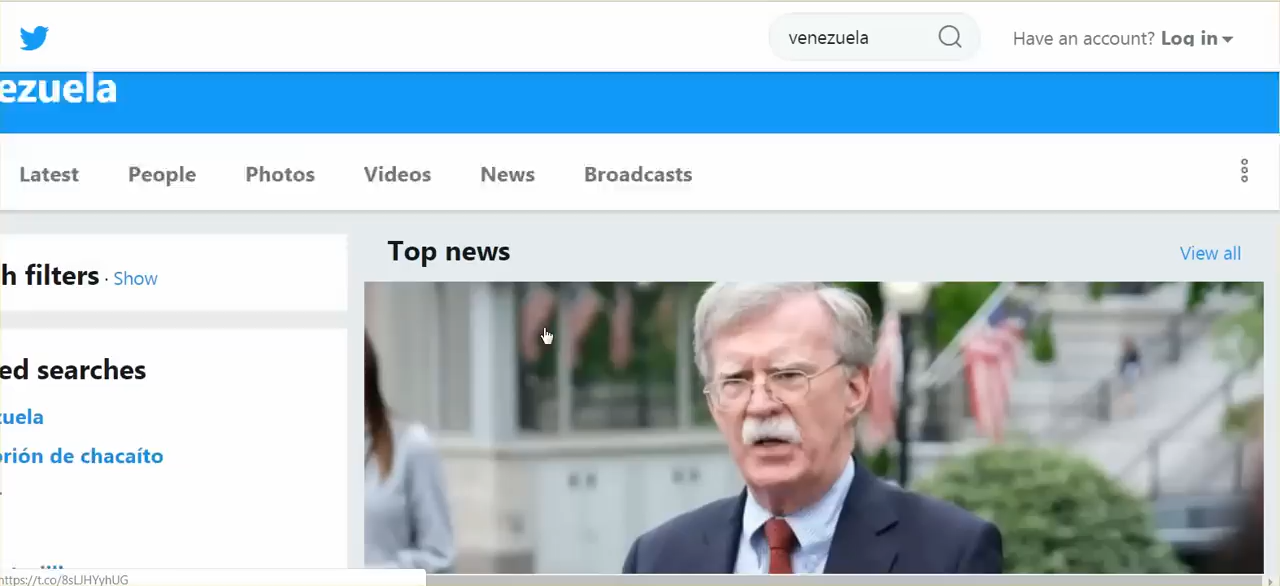 venezuela
Have an account? Log in
ezuela
Latest People Photos Videos News Broadcasts
h filters · Show
Top news
View all
ed searches
zuela
orión de chacaíto
https://t.co/8sLJHYyhUG